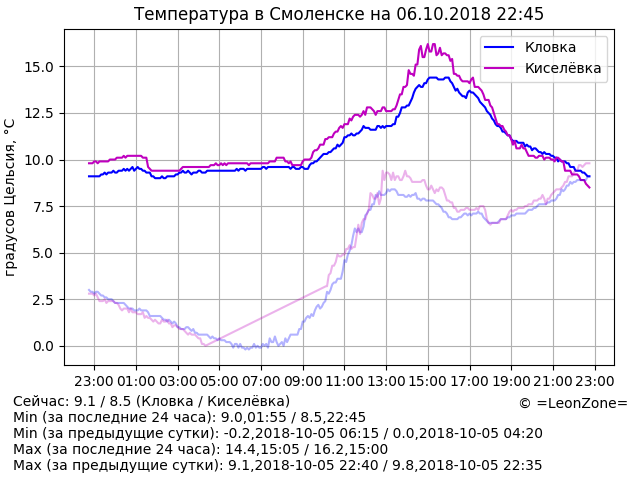 Температура в Смоленске на 06.10.2018 22:45
Кловка
Киселёвка
градусов Цельсия, °C
15.0
12.5
10.0
7.5
5.0
2.5
0.0
23:00 01:00 03:00 05:00 07:00 09:00 11:00 13:00 15:00 17:00 19:00 21:00 23:00
Сейчас: 9.1 / 8.5 (Кловка / Киселёвка)
© =LeonZone=
Min (за последние 24 часа): 9.0,01:55 / 8.5,22:45
Min (за предыдущие сутки): -0.2,2018-10-05 06:15 / 0.0,2018-10-05 04:20
Max (за последние 24 часа): 14.4,15:05 / 16.2,15:00
Max (за предыдущие сутки): 9.1,2018-10-05 22:40 / 9.8,2018-10-05 22:35